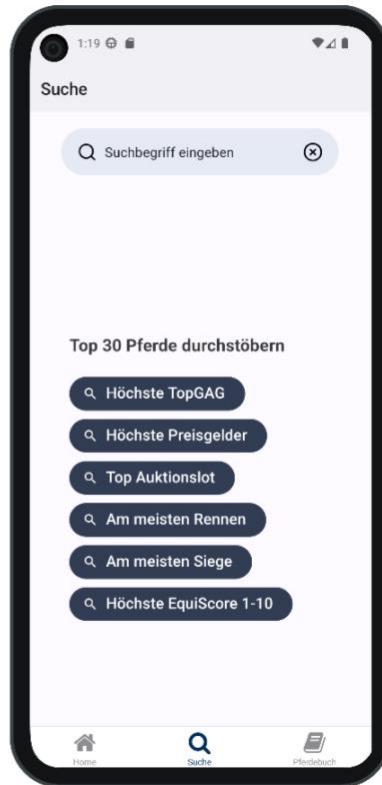 1:19
Suche
Suchbegriff eingeben
Top 30 Pferde durchstöbern
Höchste TopGAG
Höchste Preisgelder
Top Auktionslot
Am meisten Rennen
Am meisten Siege
Höchste EquiScore 1-10
Home
Suche
Pferdebuch